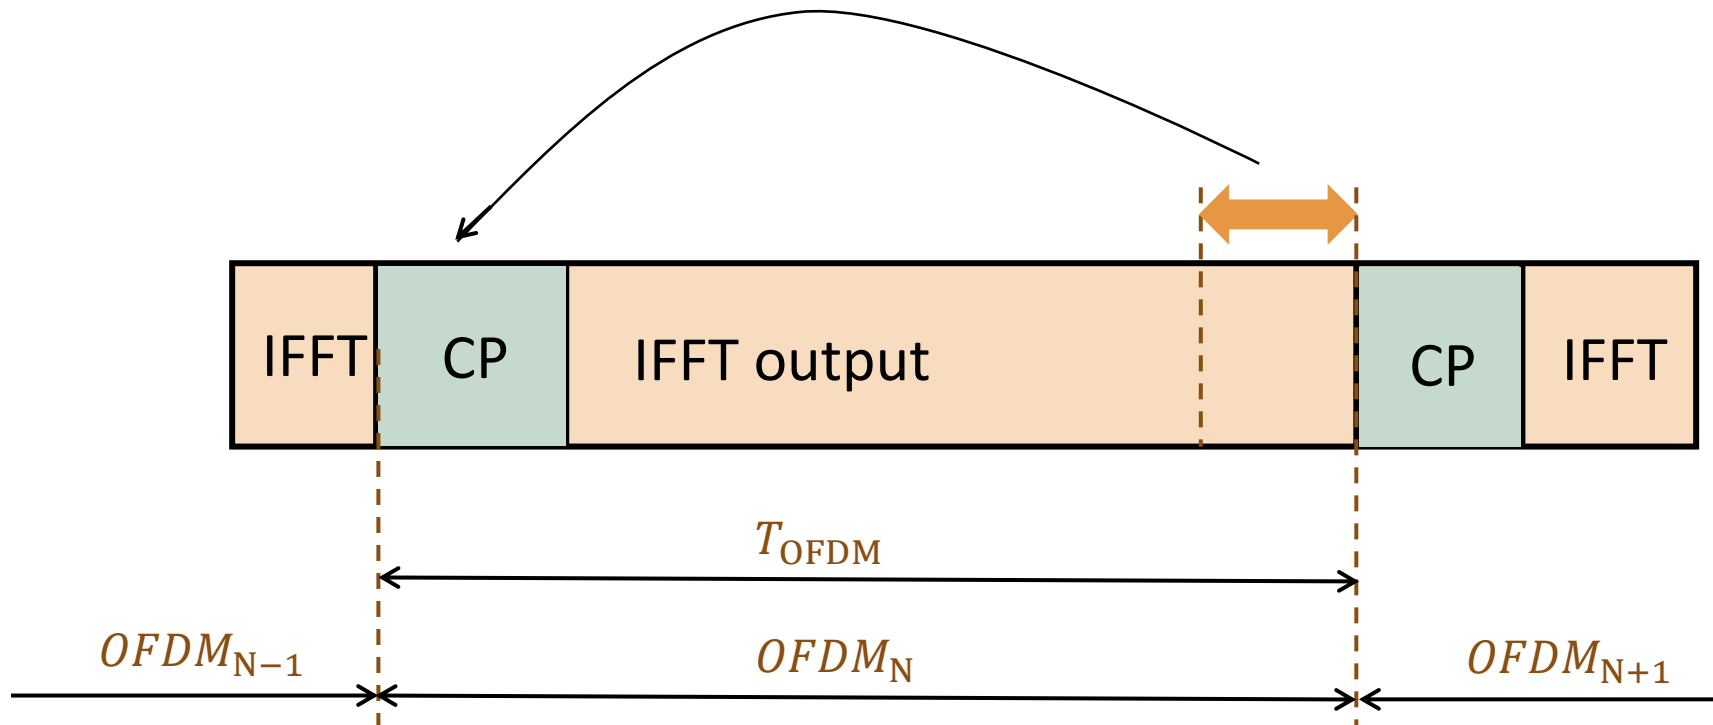 IFFT CP IFFT output CP IFFT
T_OFDM
OFDM_N−1 OFDM_N OFDM_N+1